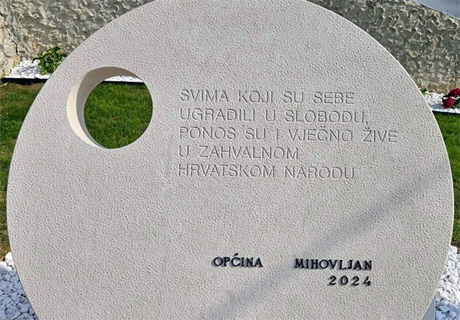 SVIMA KOJI SU SEBE
UGRADILI U SLOBODU,
PONOS SU I VJEČNO ŽIVE
U ZAHVALNOM
HRVATSKOM NARODU
OPĆINA MIHOVLJAN
2024